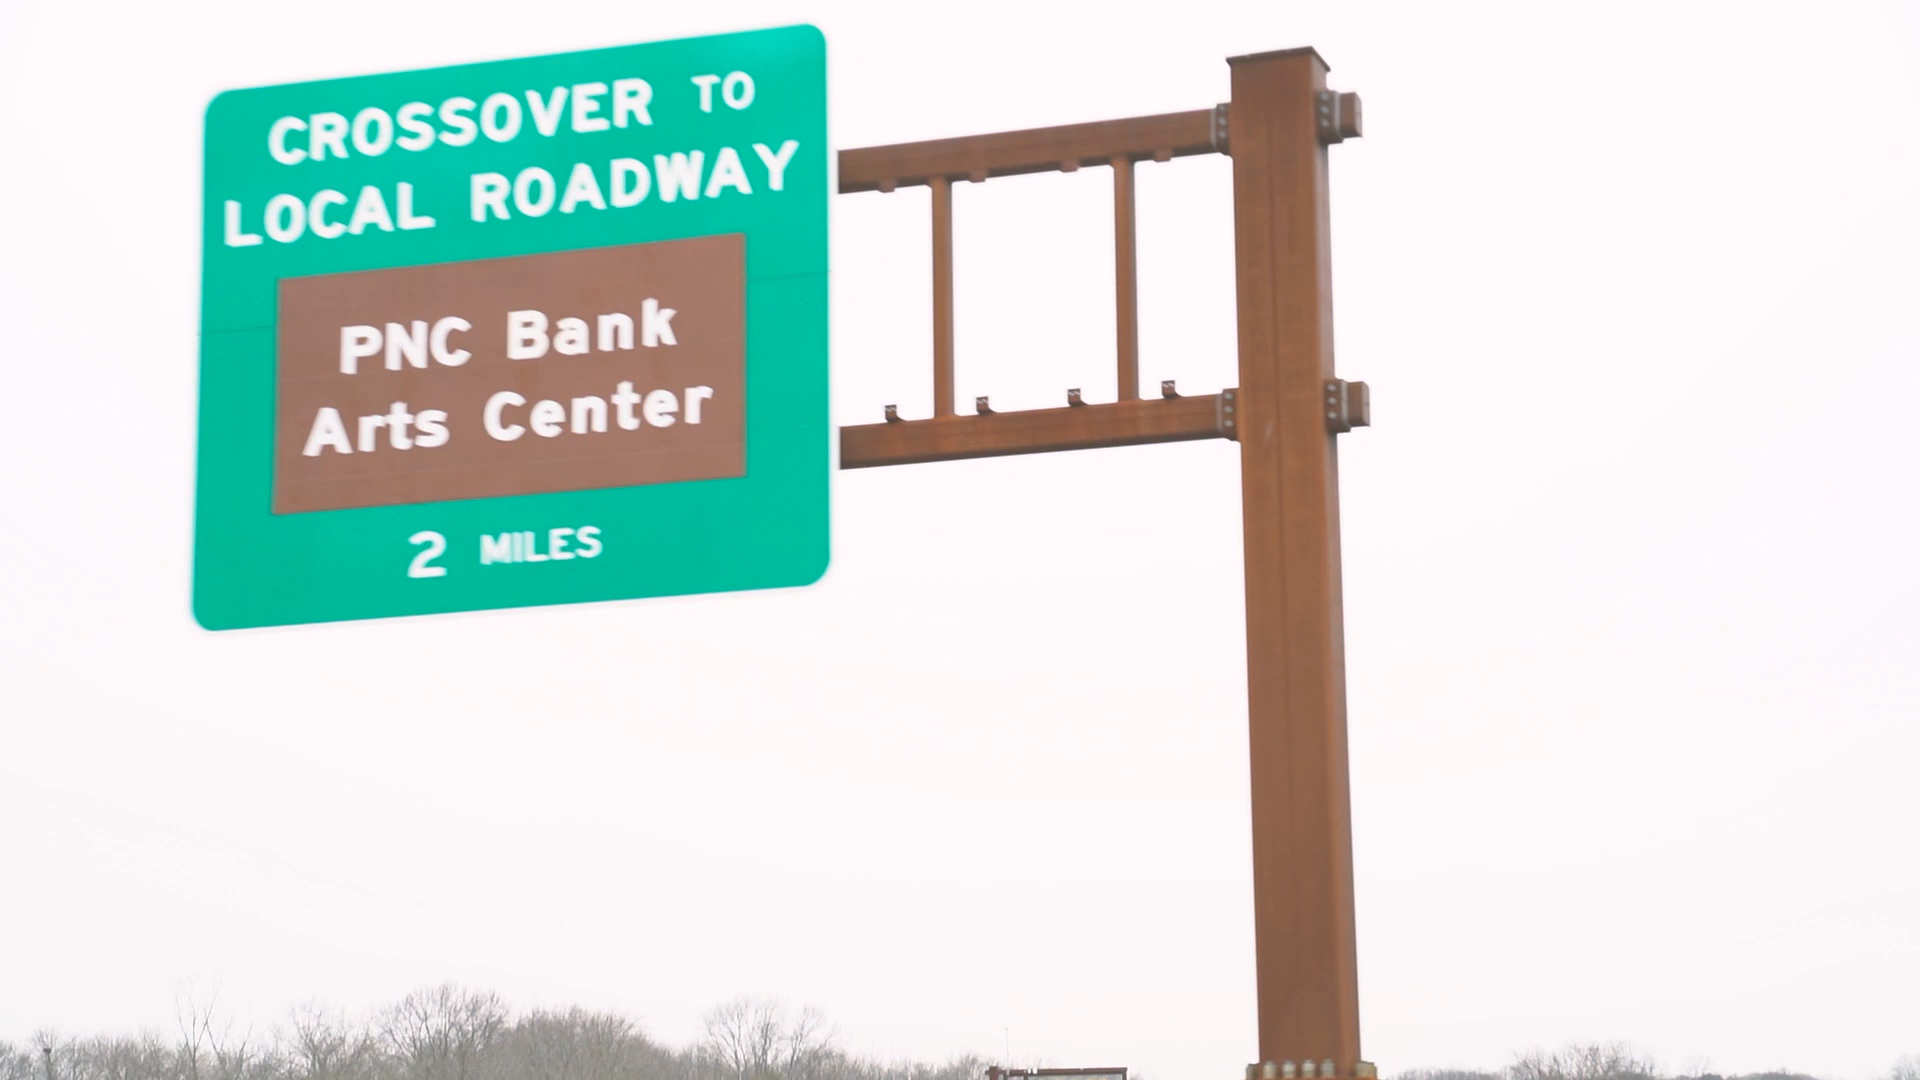 CROSSOVER TO
LOCAL ROADWAY
PNC Bank
Arts Center
2 MILES